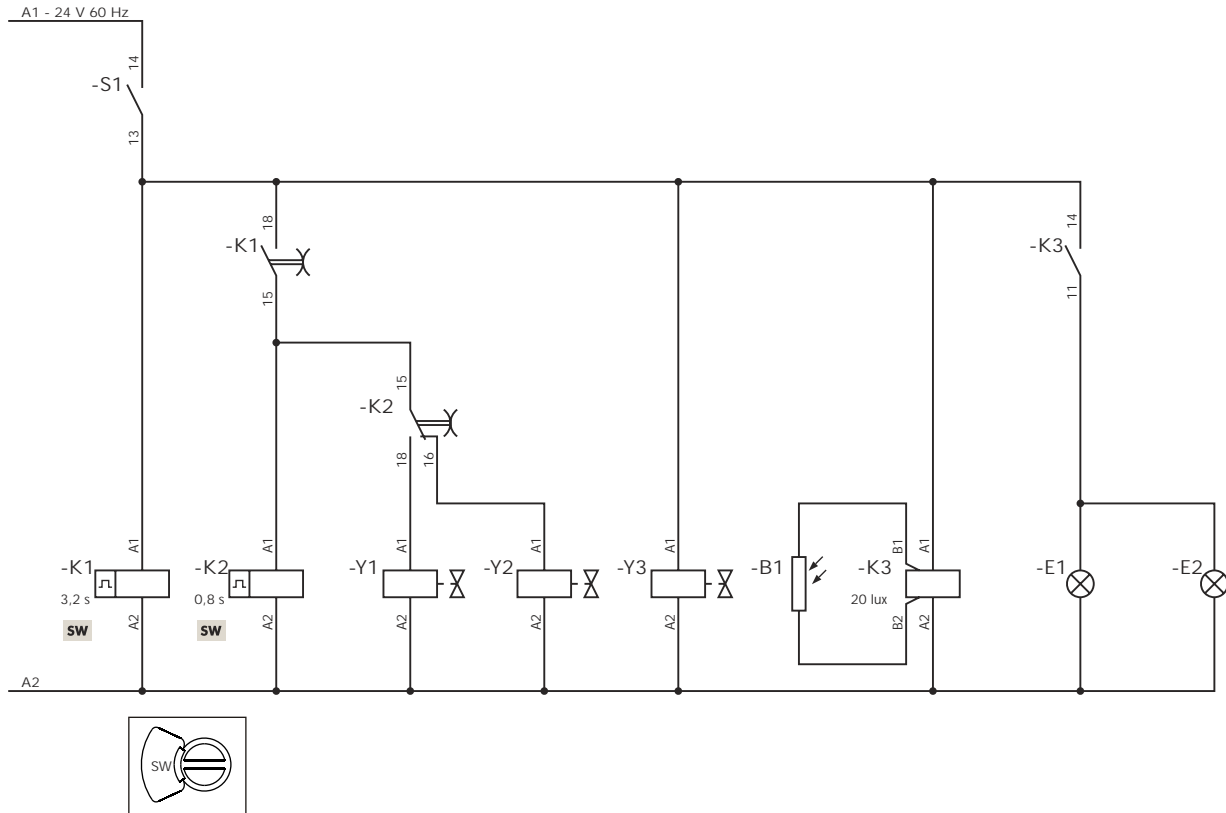 A1 - 24 V 60 Hz
14
-S1
13
18
-K1
15
14
-K3
11
15
-K2
18
16
A1
-K1
3,2 s
A2
SW
A1
-K2
0,8 s
A2
SW
A1
-Y1
A2
A1
-Y2
A2
A1
-Y3
A2
-B1
B1
A1
-K3
20 lux
B2
A2
-E1
-E2
A2
SW